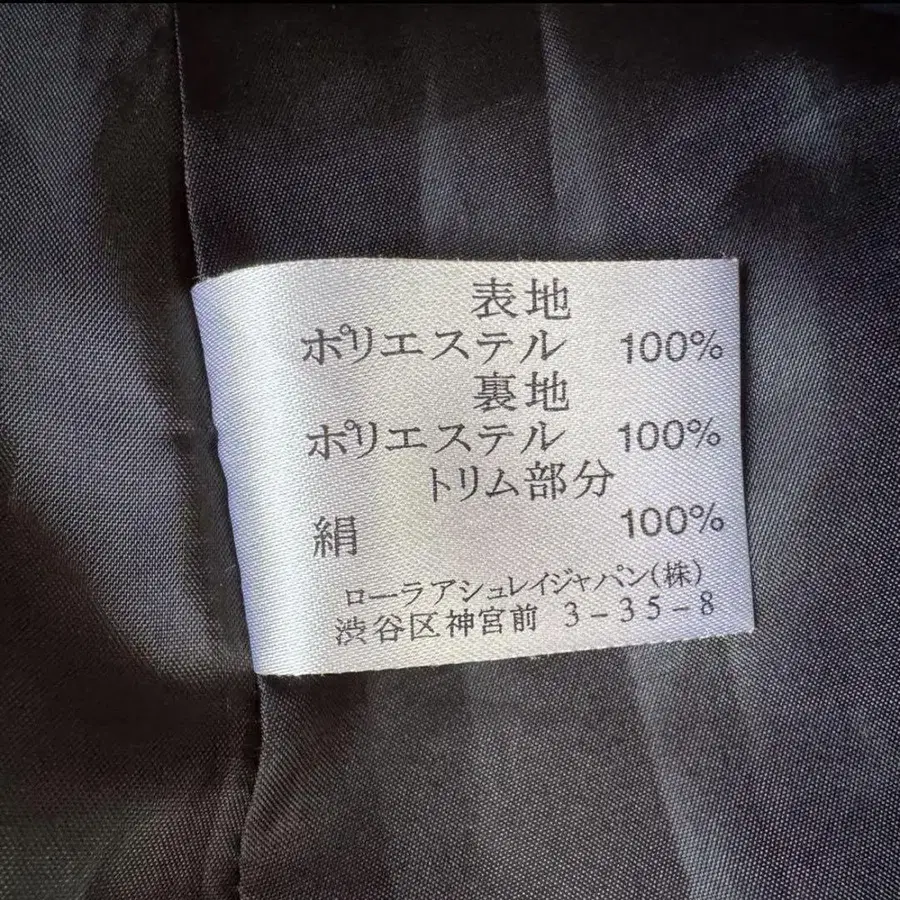 表地
ポリエステル 100%
裏地
ポリエステル 100%
トリム部分
絹 100%
ローラアシュレイジャパン(株)
渋谷区神宮前 3-35-8